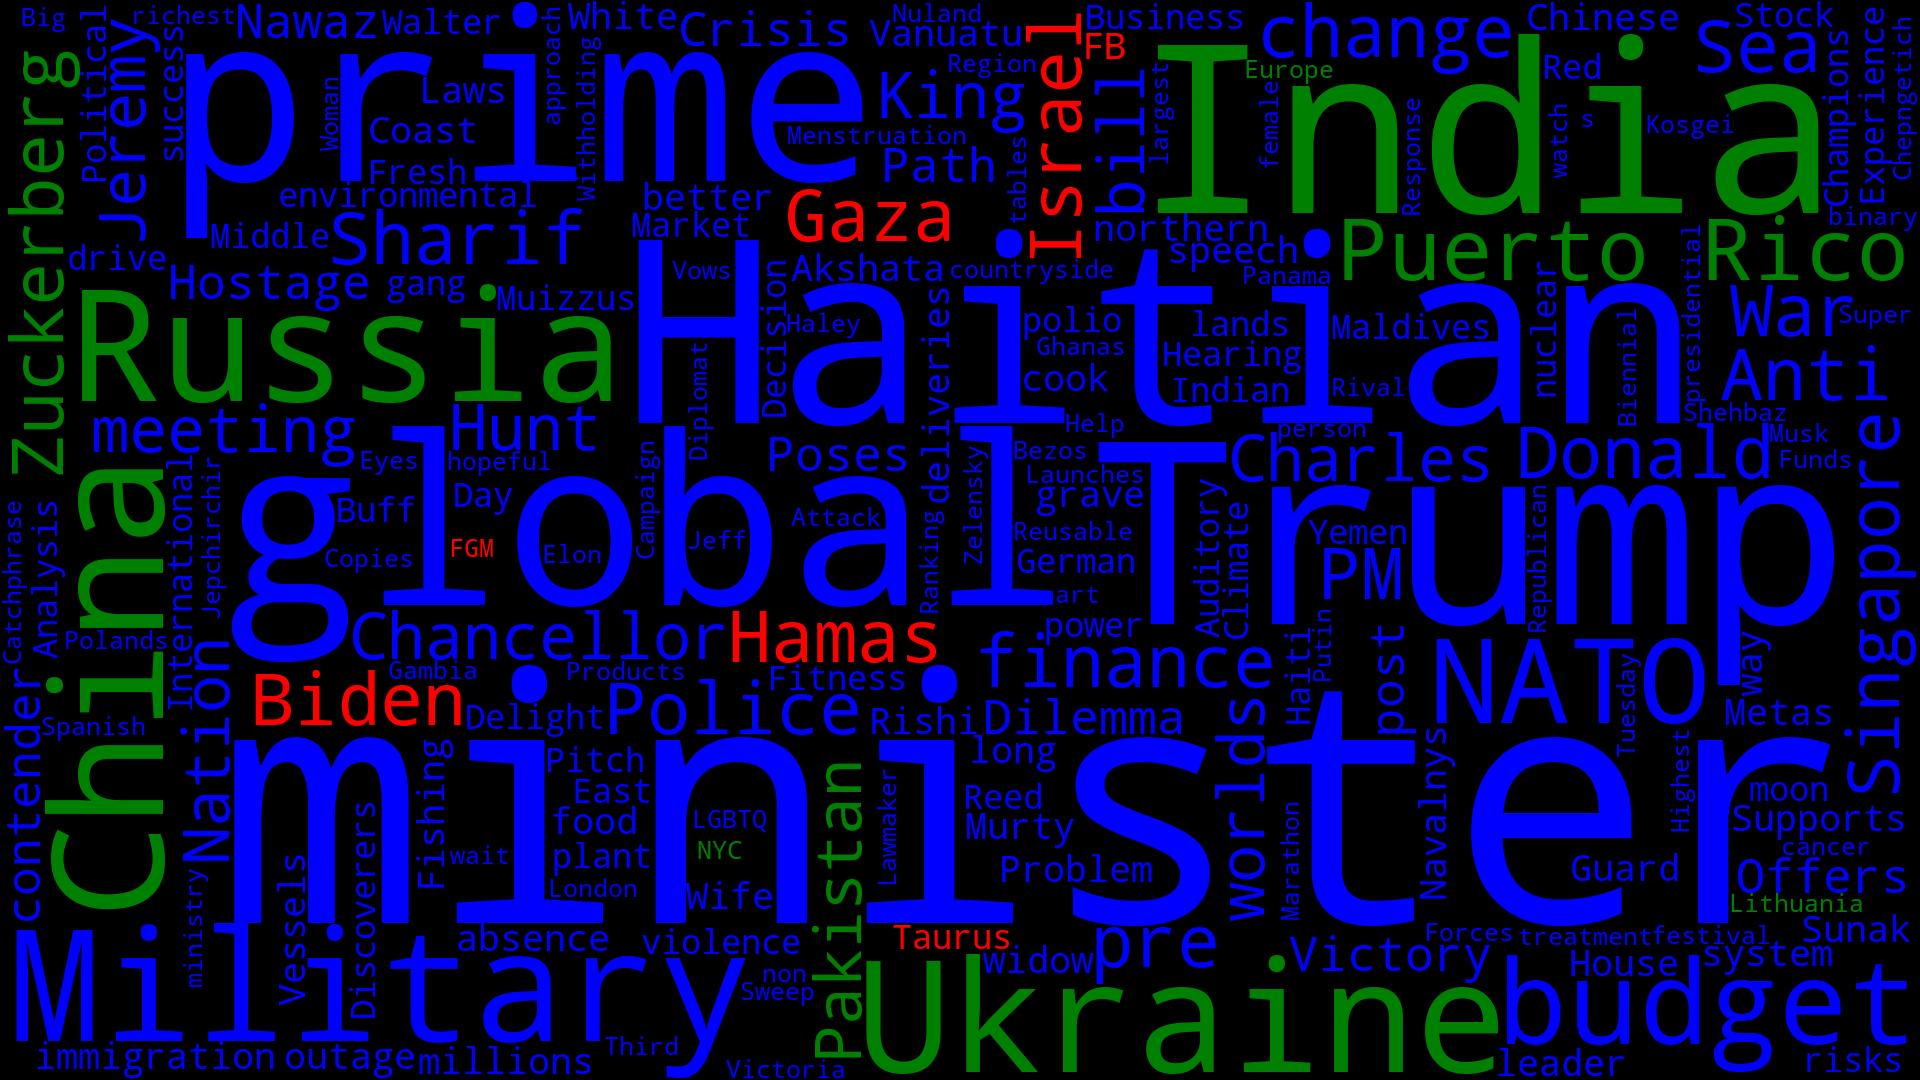 Big
richest
Nawaz
Walter
approach
White
Crisis
Nuland
Vanuatu
Business
FB
change
Chinese
Stock
Sea
Zuckerberg
Political
Jeremy
success
prime
Woman
Laws
Coast
Fresh
Withholding
King
Region
Menstruation
Path
tables
Israel
bill
largest
India
Europe
female
Response
Red
watch
s
Kosgei
Champions
Experience
Chepngetich
binary
environmental
better
Market
Gaza
northern
speech
Puerto Rico
Middle
Sharif
drive
Hostage
gang
Muizzus
Vows
Decision
Akshata
countryside
Panama
Russia
Haitian
Haley
deliveries
polio
Ghanas
cook
lands
Hearing
Indian
Maldives
Rival
nuclear
Biennial
presidential
War
Super
Anti
Shehbaz
meeting
Hunt
Diplomat
Poses
Help
person
Charles
Donald
Musk
Funds
Singapore
China
International
Jepchirchir
Eyes
hopeful
Buff
Day
Copies
FGM
global
Elon
Campaign
Jeff
Attack
Ranking
Zelensky
Bezos
Launches
grave
Reusable
German
art
power
Trump
Auditory
Climate
Yemen
PM
Republican
Catchphrase
Analysis
Polands
Spanish
contender
Nation
Chancellor
Hamas
Gambia
Products
Biden
Delight
Police
Fitness
Rishi
finance
Dilemma
Haiti
Putin
post
NATO
Tuesday
way
Metas
minister
Fishing
Pitch
East
food
plant
wait
London
LGBTQ
NYC
Wife
Pakistan
Lawmaker
long
Reed
Murty
Problem
worlds
Marathon
Navalnys
Guard
Highest
moon
Supports
cancer
Offers
Lithuania
Sunak
ministry
Vessels
Discoverers
Military
absence
violence
non
Sweep
Taurus
widow
pre
Victory
Forces
treatment
festival
House
system
Ukraine
budget
immigration
outage
millions
Third
Victoria
leader
risks